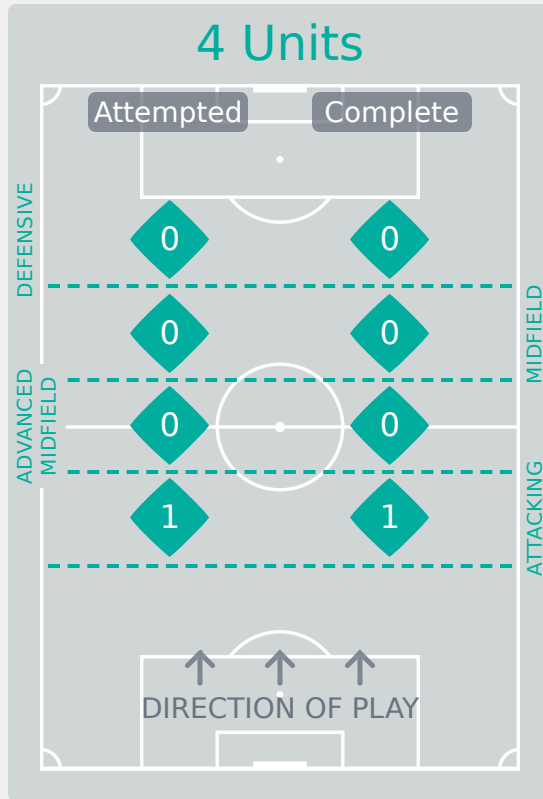 4 Units
Attempted
Complete
DEFENSIVE
0
0
MIDFIELD
0
0
ADVANCED
MIDFIELD
0
0
ATTACKING
1
1
DIRECTION OF PLAY